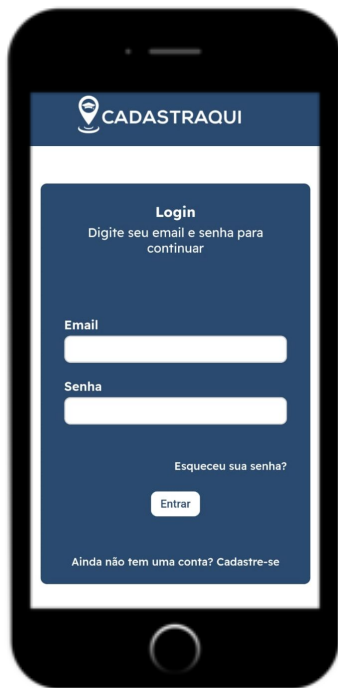 CADASTRAQUI
Login
Digite seu email e senha para
continuar
Email
Senha
Esqueceu sua senha?
Entrar
Ainda não tem uma conta? Cadastre-se